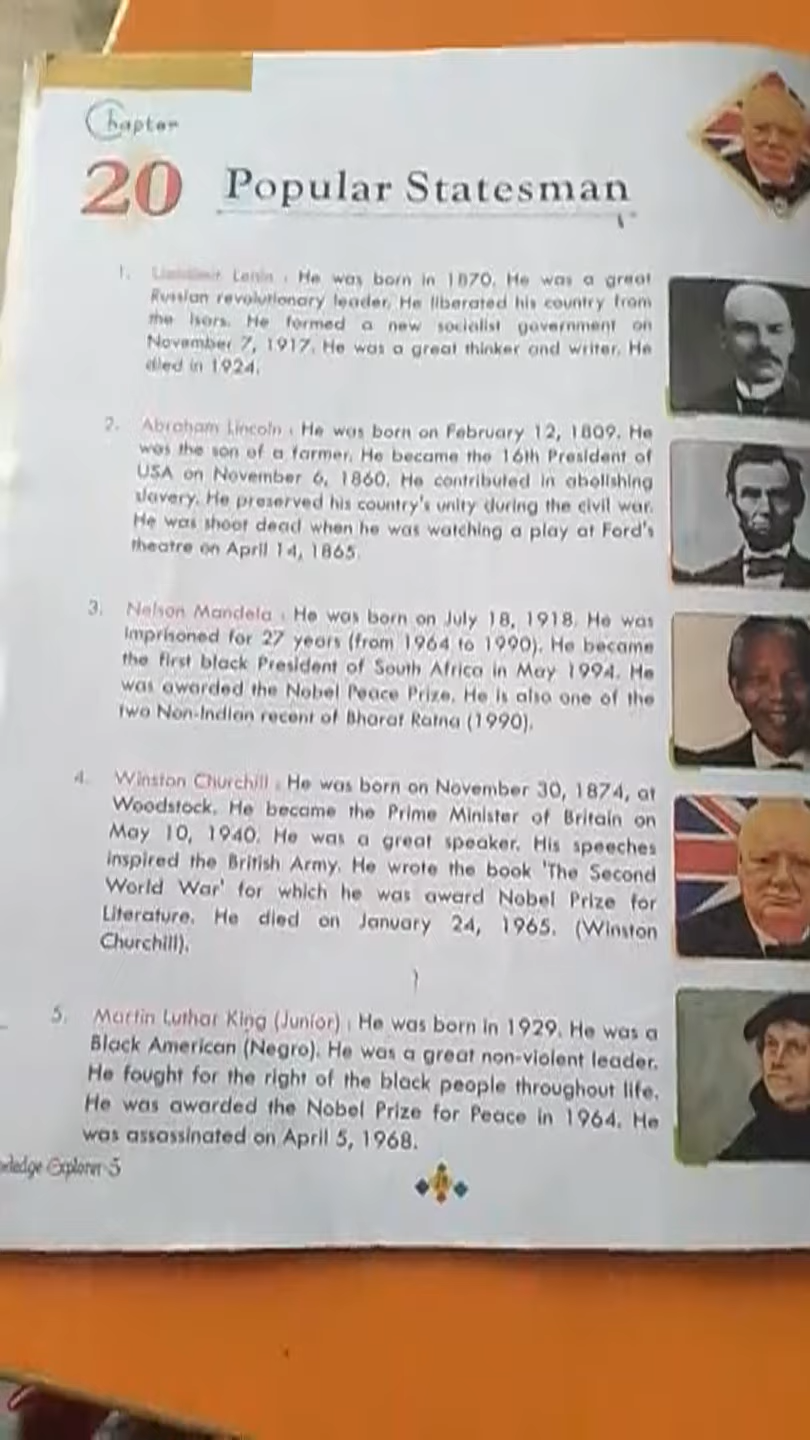 Chapter
20 Popular Statesman
1. Lenin : He was born in 1870. He was a great
Russian revolutionary leader. He liberated his country from
the Isars. He formed a new socialist government on
November 7, 1917. He was a great thinker and writer. He
died in 1924.
2. Abraham Lincoln : He was born on February 12, 1809. He
was the son of a farmer. He became the 16th President of
USA on November 6, 1860. He contributed in abolishing
slavery. He preserved his country's unity during the civil war.
He was shoot dead when he was watching a play at Ford's
theatre on April 14, 1865.
3. Nelson Mandela : He was born on July 18, 1918. He was
imprisoned for 27 years (from 1964 to 1990). He became
the first black President of South Africa in May 1994. He
was awarded the Nobel Peace Prize. He is also one of the
two Non-Indian recent of Bharat Ratna (1990).
4. Winston Churchill : He was born on November 30, 1874, at
Woodstock. He became the Prime Minister of Britain on
May 10, 1940. He was a great speaker. His speeches
inspired the British Army. He wrote the book 'The Second
World War' for which he was award Nobel Prize for
Literature. He died on January 24, 1965. (Winston
Churchill).
5. Martin Luthar King (Junior) : He was born in 1929. He was a
Black American (Negro). He was a great non-violent leader.
He fought for the right of the black people throughout life.
He was awarded the Nobel Prize for Peace in 1964. He
was assassinated on April 5, 1968.
Explorer-5